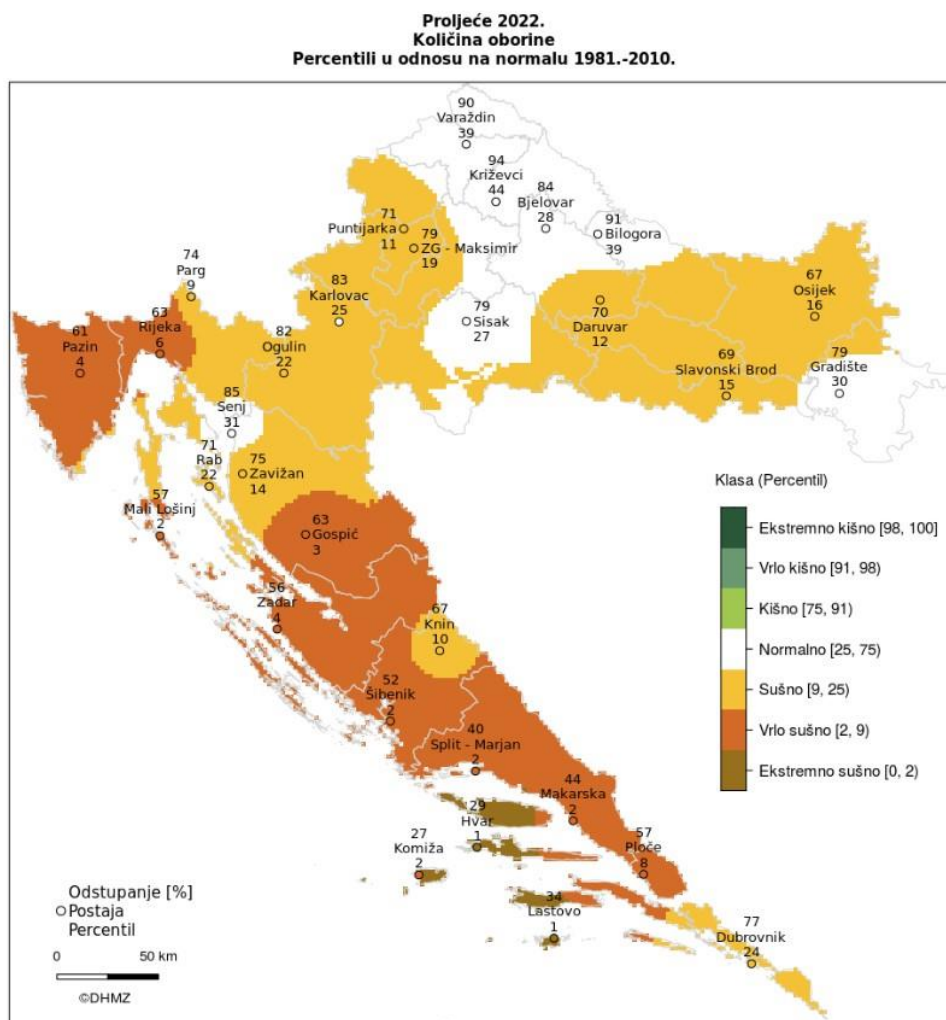 Proljeće 2022.
Količina oborine
Percentili u odnosu na normalu 1981.-2010.
90
Varaždin
39
94
Križevci
44
84
Bjelovar
28
91
Bilogora
39
71
Puntijarka
11
79
ZG - Maksimir
19
74
Parg
9
83
Karlovac
25
79
Sisak
27
70
Daruvar
12
67
Osijek
16
63
Rijeka
6
61
Pazin
4
82
Ogulin
22
69
Slavonski Brod
15
79
Gradište
30
85
Senj
31
71
Rab
22
75
Zavižan
14
57
Mali Lošinj
2
63
Gospić
3
56
Zadar
4
67
Knin
10
52
Šibenik
2
40
Split - Marjan
2
44
Makarska
2
29
Hvar
1
27
Komiža
2
57
Ploče
8
34
Lastovo
1
77
Dubrovnik
24
Klasa (Percentil)
Ekstremno kišno [98, 100]
Vrlo kišno [91, 98)
Kišno [75, 91)
Normalno [25, 75)
Sušno [9, 25)
Vrlo sušno [2, 9)
Ekstremno sušno [0, 2)
Odstupanje [%]
Postaja
Percentil
0 50 km
©DHMZ